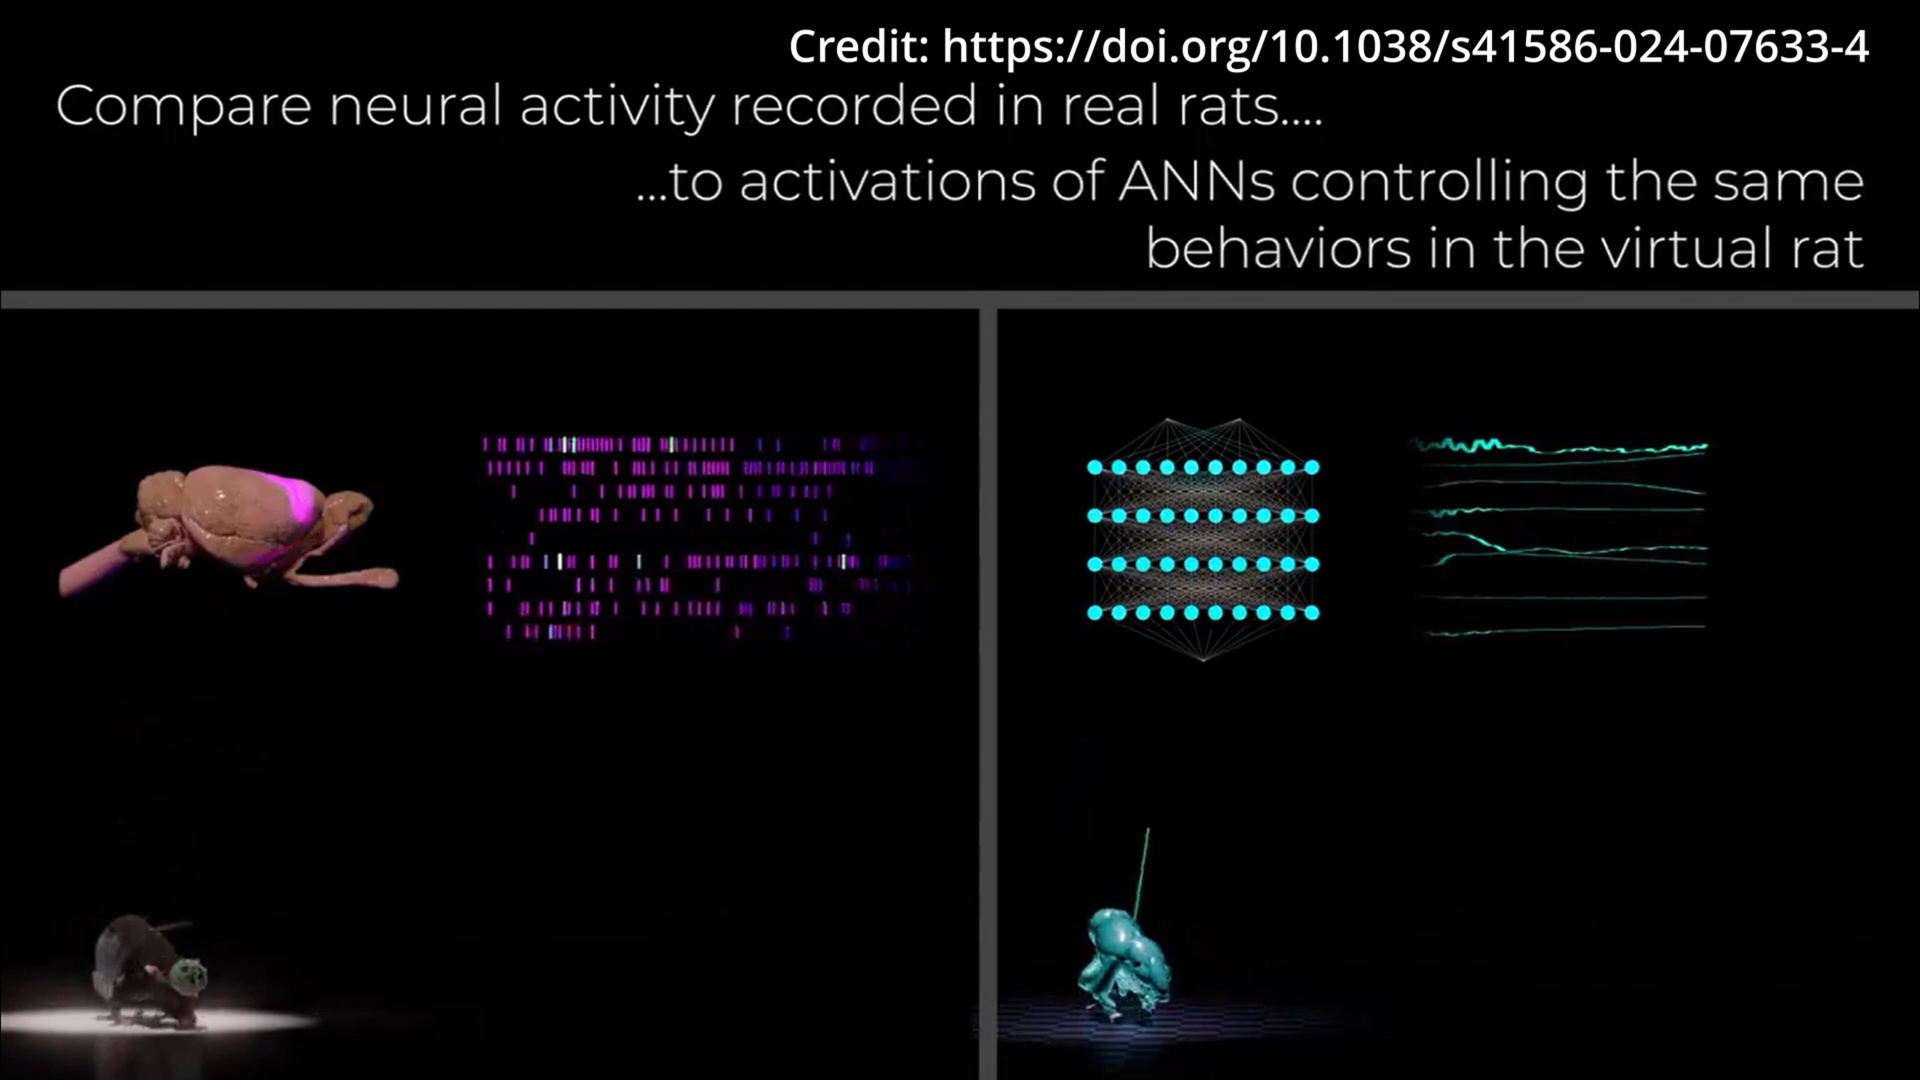 Credit: https://doi.org/10.1038/s41586-024-07633-4
Compare neural activity recorded in real rats....
...to activations of ANNs controlling the same
behaviors in the virtual rat